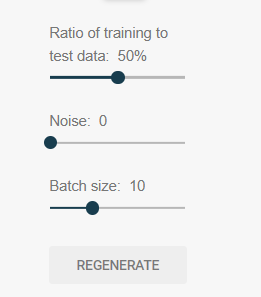 Ratio of training to
test data:  50%
Noise:  0
Batch size:  10
REGENERATE